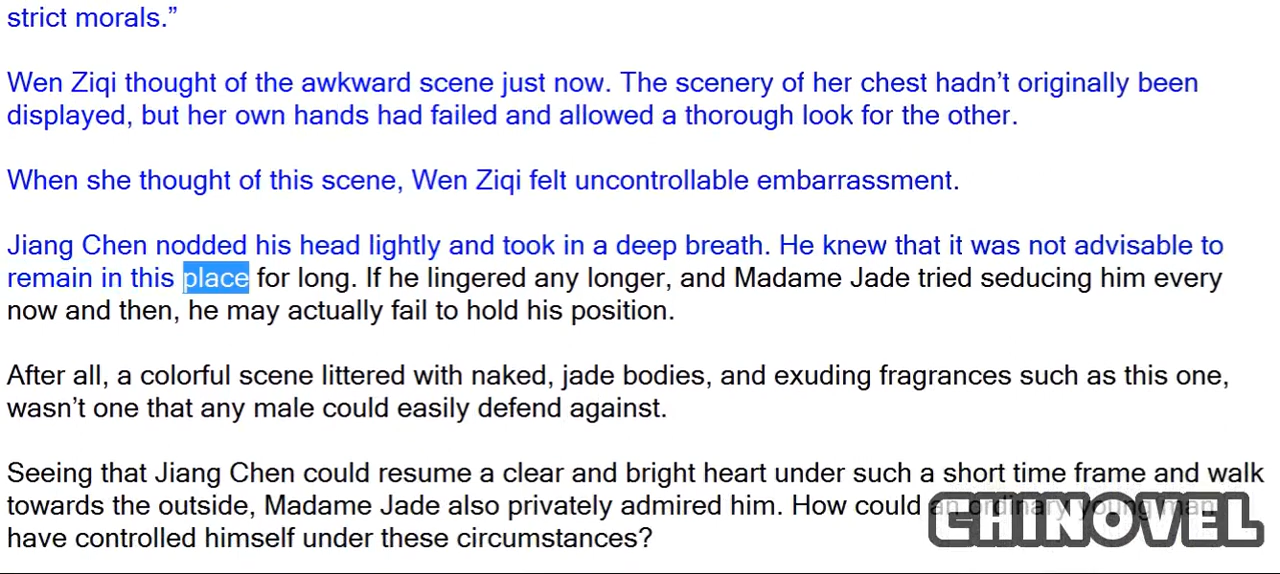 strict morals.”
Wen Ziqi thought of the awkward scene just now. The scenery of her chest hadn’t originally been
displayed, but her own hands had failed and allowed a thorough look for the other.
When she thought of this scene, Wen Ziqi felt uncontrollable embarrassment.
Jiang Chen nodded his head lightly and took in a deep breath. He knew that it was not advisable to
remain in this place for long. If he lingered any longer, and Madame Jade tried seducing him every
now and then, he may actually fail to hold his position.
After all, a colorful scene littered with naked, jade bodies, and exuding fragrances such as this one,
wasn’t one that any male could easily defend against.
Seeing that Jiang Chen could resume a clear and bright heart under such a short time frame and walk
towards the outside, Madame Jade also privately admired him. How could an ordinary young man
have controlled himself under these circumstances?
CHINOVEL